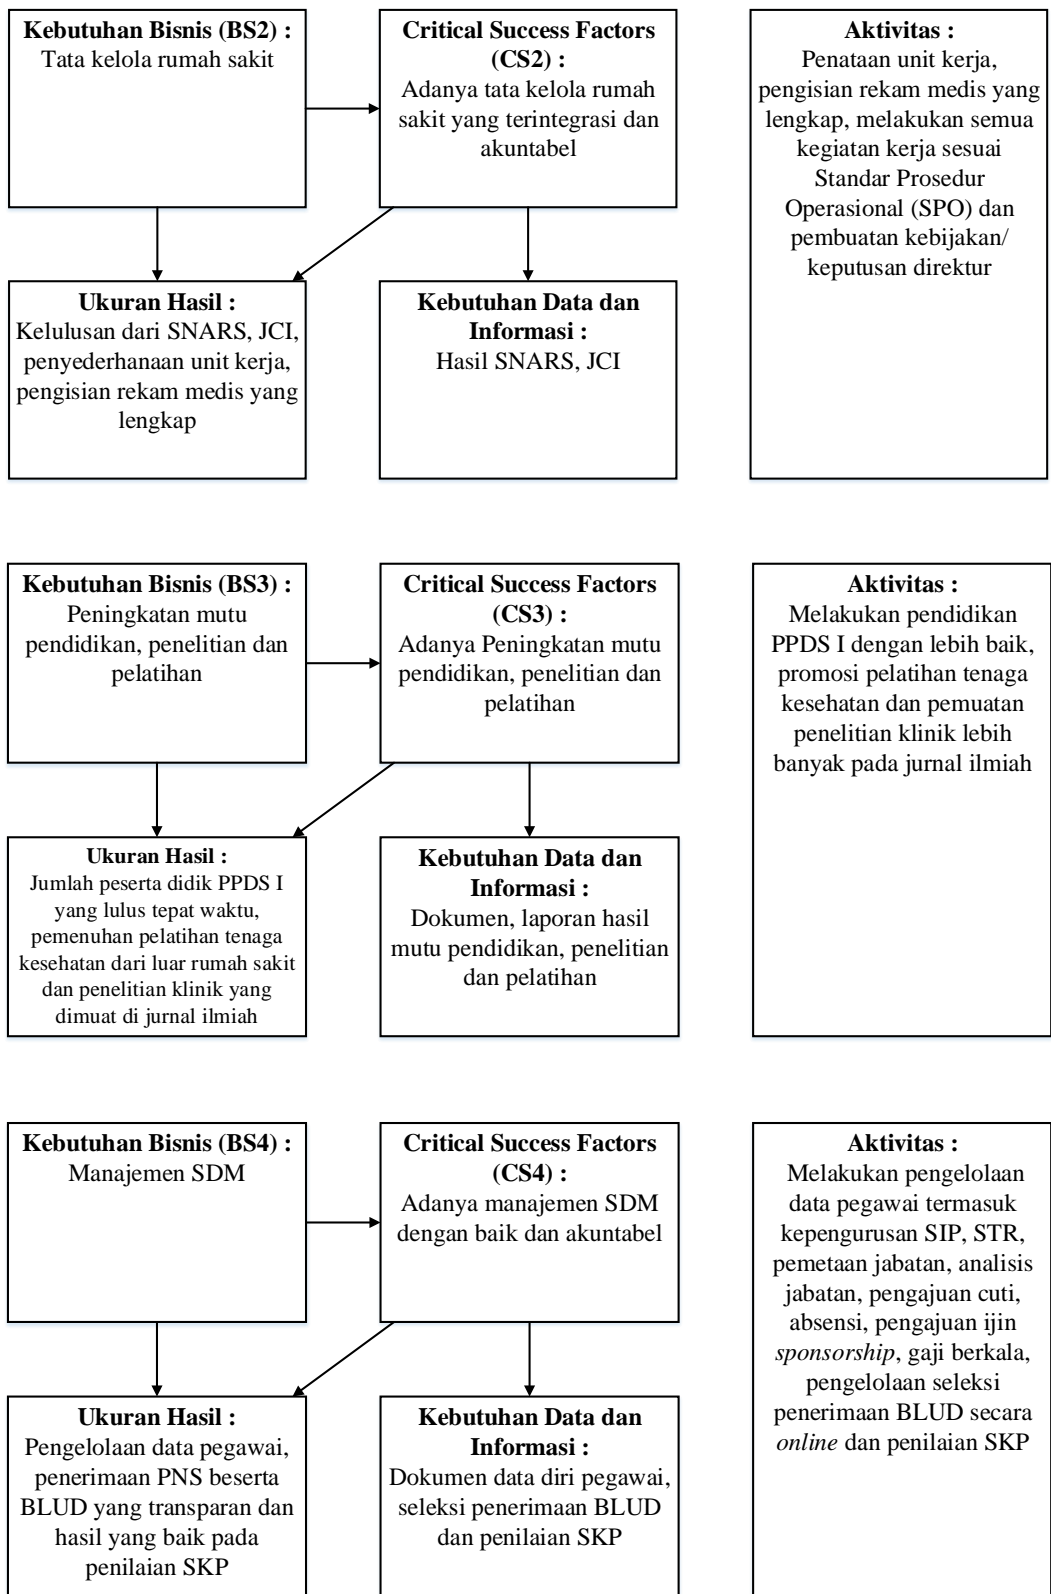 Kebutuhan Bisnis (BS2) :
Tata kelola rumah sakit
Critical Success Factors
(CS2) :
Adanya tata kelola rumah
sakit yang terintegrasi dan
akuntabel
Aktivitas :
Penataan unit kerja,
pengisian rekam medis yang
lengkap, melakukan semua
kegiatan kerja sesuai
Standar Prosedur
Operasional (SPO) dan
pembuatan kebijakan/
keputusan direktur
Ukuran Hasil :
Kelulusan dari SNARS, JCI,
penyederhanaan unit kerja,
pengisian rekam medis yang
lengkap
Kebutuhan Data dan
Informasi :
Hasil SNARS, JCI
Kebutuhan Bisnis (BS3) :
Peningkatan mutu
pendidikan, penelitian dan
pelatihan
Critical Success Factors
(CS3) :
Adanya Peningkatan mutu
pendidikan, penelitian dan
pelatihan
Aktivitas :
Melakukan pendidikan
PPDS I dengan lebih baik,
promosi pelatihan tenaga
kesehatan dan pemuatan
penelitian klinik lebih
banyak pada jurnal ilmiah
Ukuran Hasil :
Jumlah peserta didik PPDS I
yang lulus tepat waktu,
pemenuhan pelatihan tenaga
kesehatan dari luar rumah sakit
dan penelitian klinik yang
dimuat di jurnal ilmiah
Kebutuhan Data dan
Informasi :
Dokumen, laporan hasil
mutu pendidikan, penelitian
dan pelatihan
Kebutuhan Bisnis (BS4) :
Manajemen SDM
Critical Success Factors
(CS4) :
Adanya manajemen SDM
dengan baik dan akuntabel
Aktivitas :
Melakukan pengelolaan
data pegawai termasuk
kepengurusan SIP, STR,
pemetaan jabatan, analisis
jabatan, pengajuan cuti,
absensi, pengajuan ijin
sponsorship, gaji berkala,
pengelolaan seleksi
penerimaan BLUD secara
online dan penilaian SKP
Ukuran Hasil :
Pengelolaan data pegawai,
penerimaan PNS beserta
BLUD yang transparan dan
hasil yang baik pada
penilaian SKP
Kebutuhan Data dan
Informasi :
Dokumen data diri pegawai,
seleksi penerimaan BLUD
dan penilaian SKP